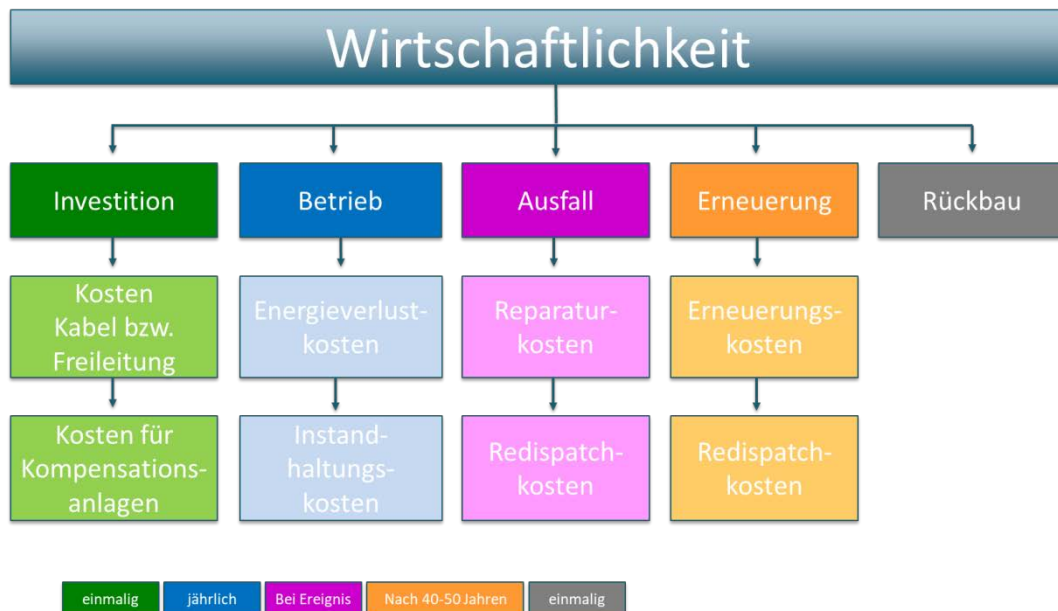 Wirtschaftlichkeit
Investition
Betrieb
Ausfall
Erneuerung
Rückbau
Kosten
Kabel bzw.
Freileitung
Energieverlust-
kosten
Reparatur-
kosten
Erneuerungs-
kosten
Kosten für
Kompensations-
anlagen
Instand-
haltungs-
kosten
Redispatch-
kosten
Redispatch-
kosten
einmalig
jährlich
Bei Ereignis
Nach 40-50 Jahren
einmalig